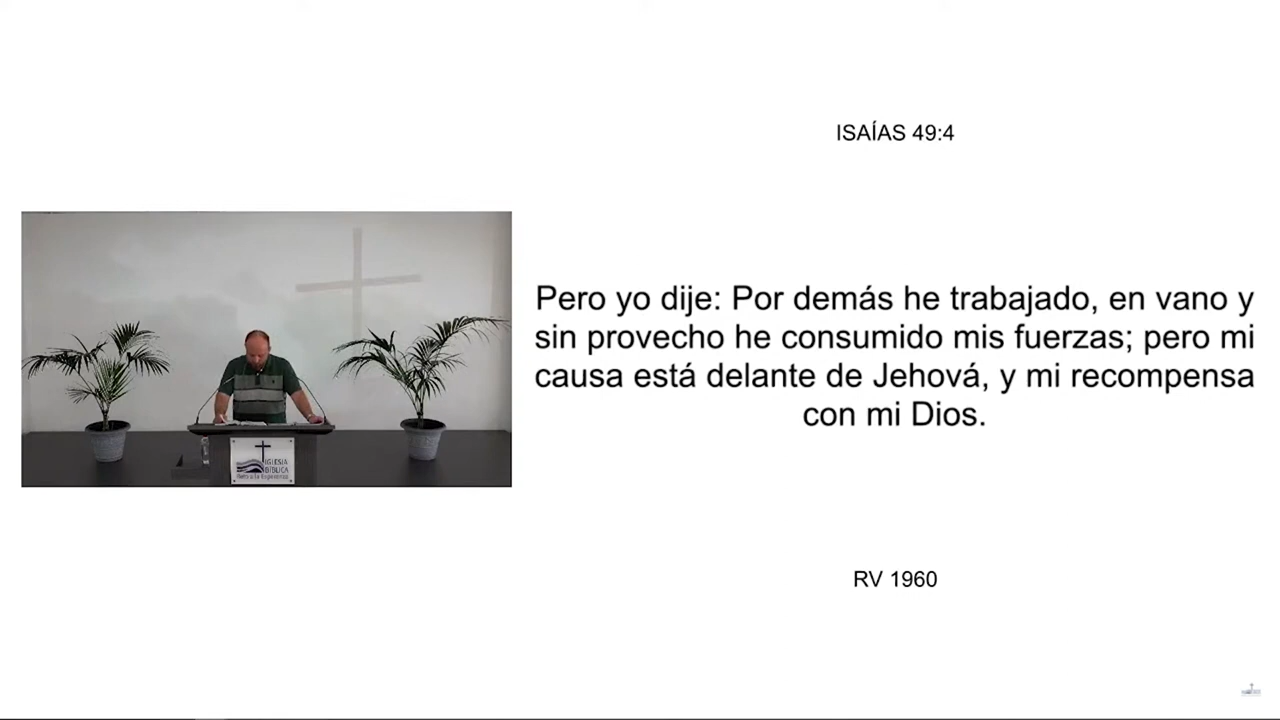 ISAÍAS 49:4
Pero yo dije: Por demás he trabajado, en vano y
sin provecho he consumido mis fuerzas; pero mi
causa está delante de Jehová, y mi recompensa
con mi Dios.
IGLESIA
BÍBLICA
RV 1960